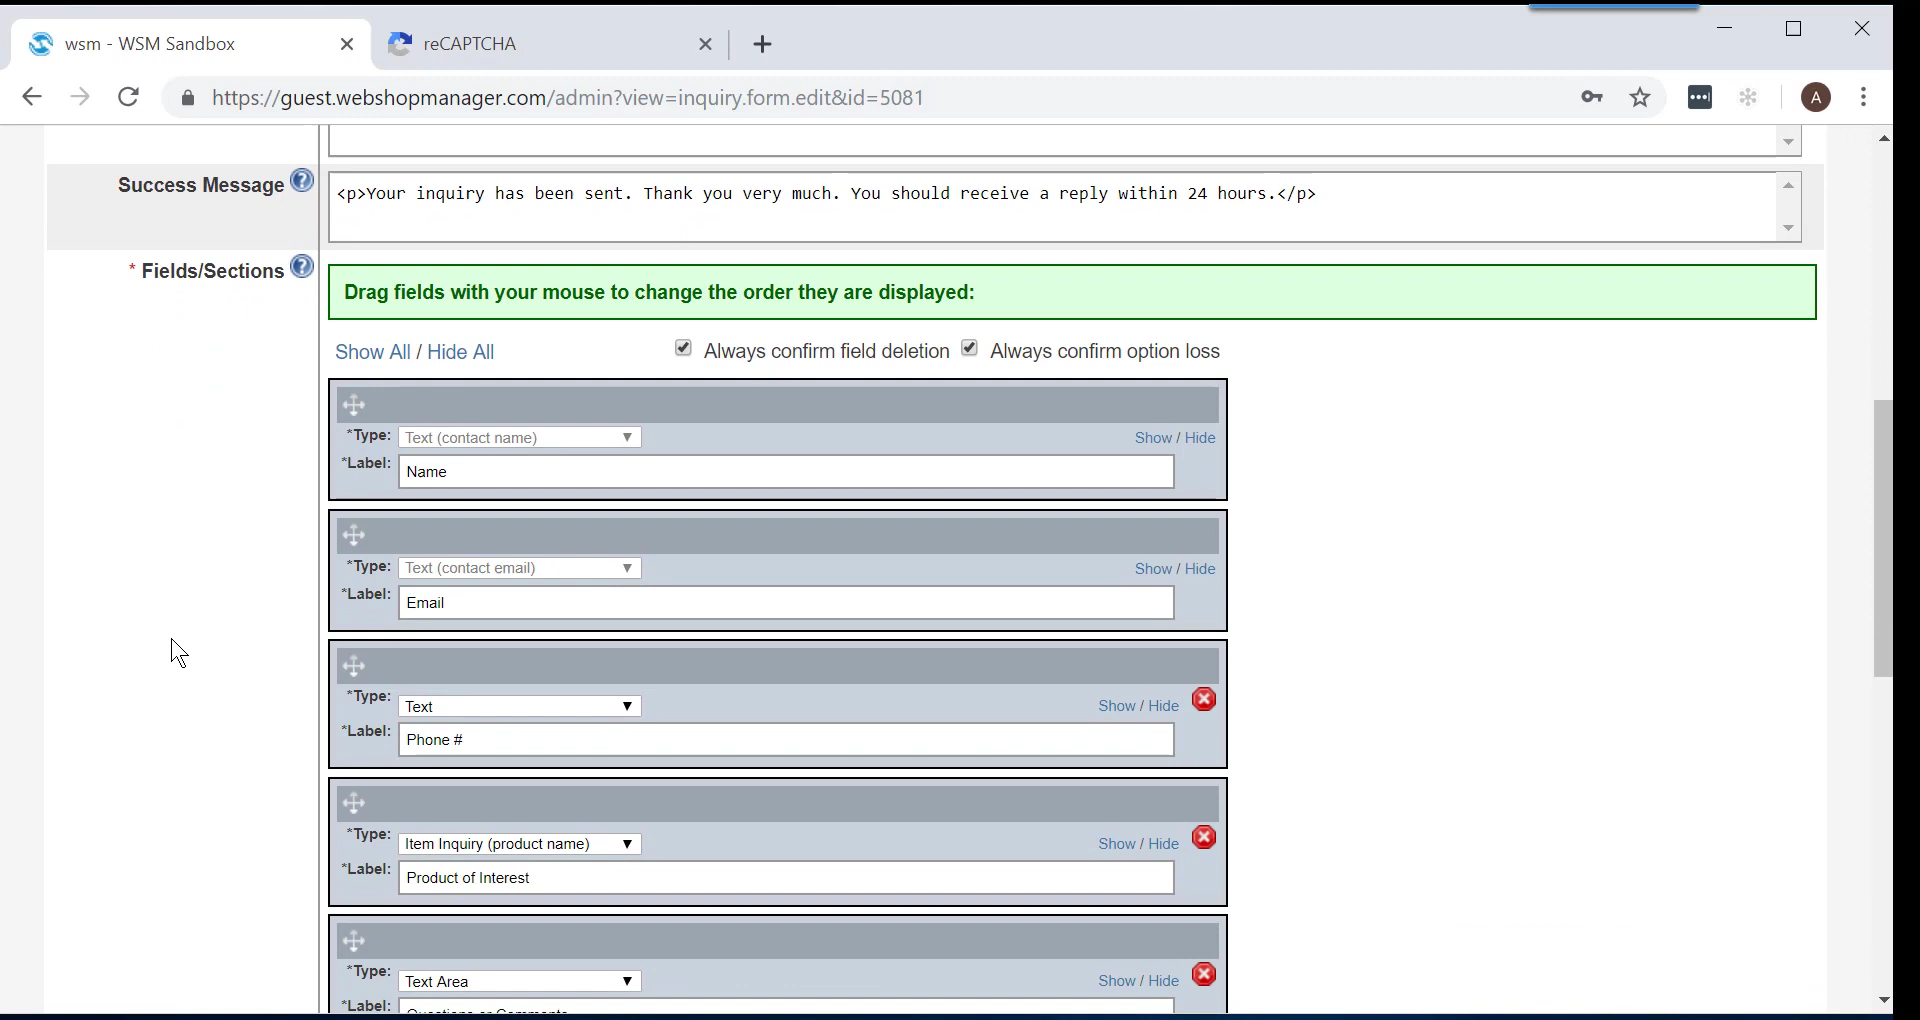 wsm - WSM Sandbox
reCAPTCHA
https://guest.webshopmanager.com/admin?view=inquiry.form.edit&id=5081
A
Success Message
<p>Your inquiry has been sent. Thank you very much. You should receive a reply within 24 hours.</p>
* Fields/Sections
Drag fields with your mouse to change the order they are displayed:
Show All / Hide All
Always confirm field deletion
Always confirm option loss
*Type: Text (contact name) Show / Hide
*Label: Name
*Type: Text (contact email) Show / Hide
*Label: Email
*Type: Text Show / Hide
*Label: Phone #
*Type: Item Inquiry (product name) Show / Hide
*Label: Product of Interest
*Type: Text Area Show / Hide
*Label: Questions or Comments